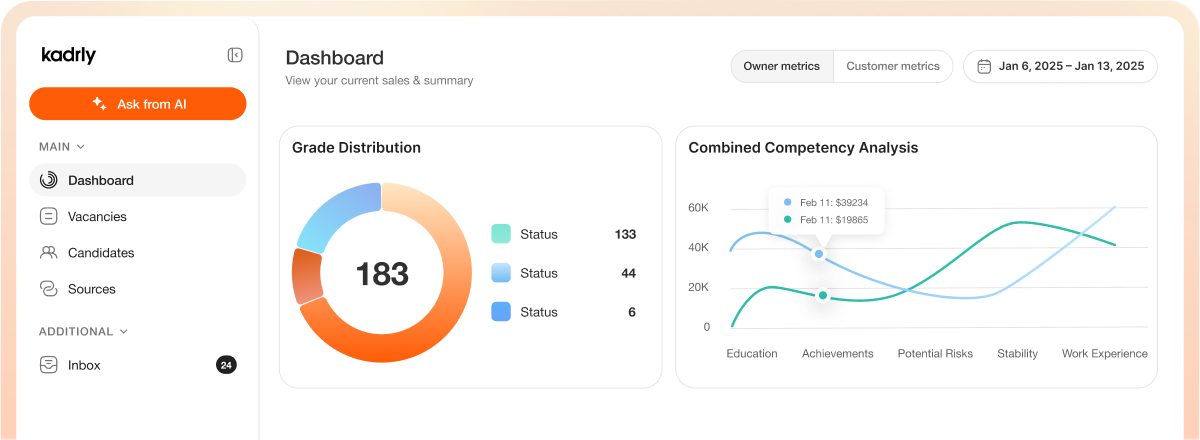 kadrly
Ask from AI
MAIN
Dashboard
Vacancies
Candidates
Sources
ADDITIONAL
Inbox
24
Dashboard
View your current sales & summary
Owner metrics
Customer metrics
Jan 6, 2025 – Jan 13, 2025
Grade Distribution
183
Status 133
Status 44
Status 6
Combined Competency Analysis
60K
40K
20K
0
Feb 11: $39234
Feb 11: $19865
Education
Achievements
Potential Risks
Stability
Work Experience